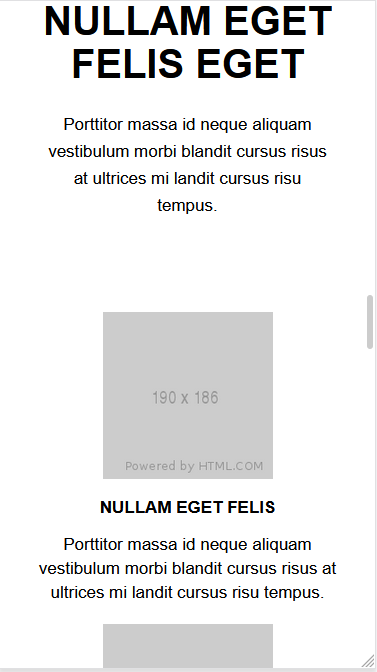 NULLAM EGET
FELIS EGET
Porttitor massa id neque aliquam
vestibulum morbi blandit cursus risus
at ultrices mi landit cursus risu
tempus.
190 x 186
Powered by HTML.COM
NULLAM EGET FELIS
Porttitor massa id neque aliquam
vestibulum morbi blandit cursus risus at
ultrices mi landit cursus risu tempus.